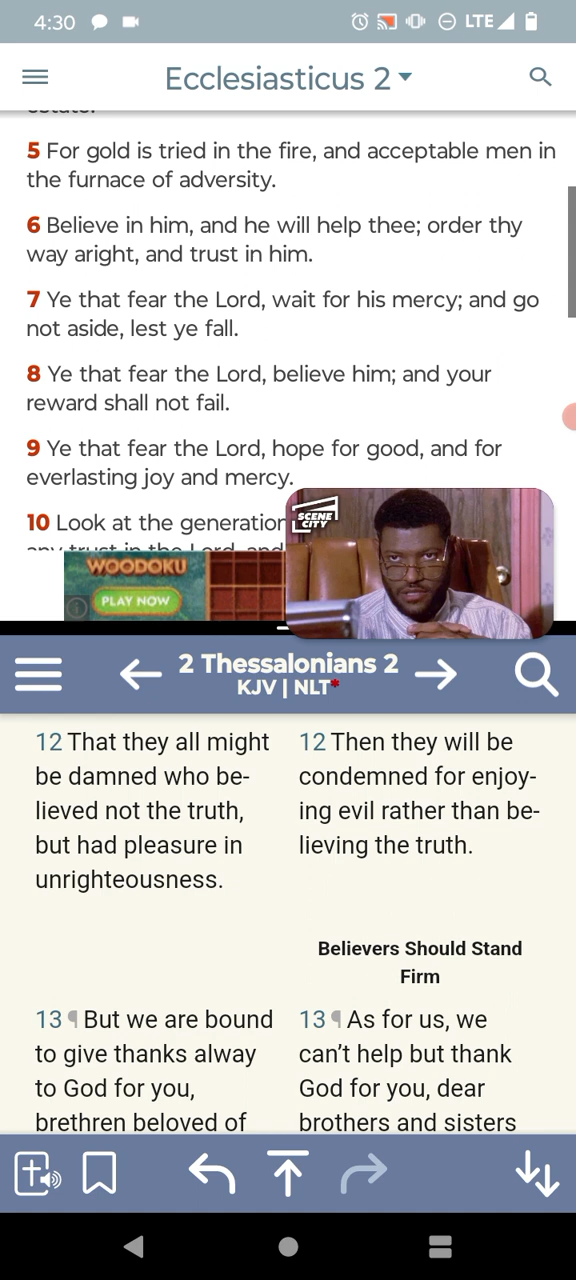 4:30
LTE
Ecclesiasticus 2
estate.
5 For gold is tried in the fire, and acceptable men in
the furnace of adversity.
6 Believe in him, and he will help thee; order thy
way aright, and trust in him.
7 Ye that fear the Lord, wait for his mercy; and go
not aside, lest ye fall.
8 Ye that fear the Lord, believe him; and your
reward shall not fail.
9 Ye that fear the Lord, hope for good, and for
everlasting joy and mercy.
10 Look at the generation
any trust in the Lord, and
SCENE
CITY
WOODOKU
PLAY NOW
2 Thessalonians 2
KJV | NLT*
12 That they all might
be damned who be-
lieved not the truth,
but had pleasure in
unrighteousness.
12 Then they will be
condemned for enjoy-
ing evil rather than be-
lieving the truth.
Believers Should Stand
Firm
13 ¶ But we are bound
to give thanks alway
to God for you,
brethren beloved of
13 ¶ As for us, we
can’t help but thank
God for you, dear
brothers and sisters